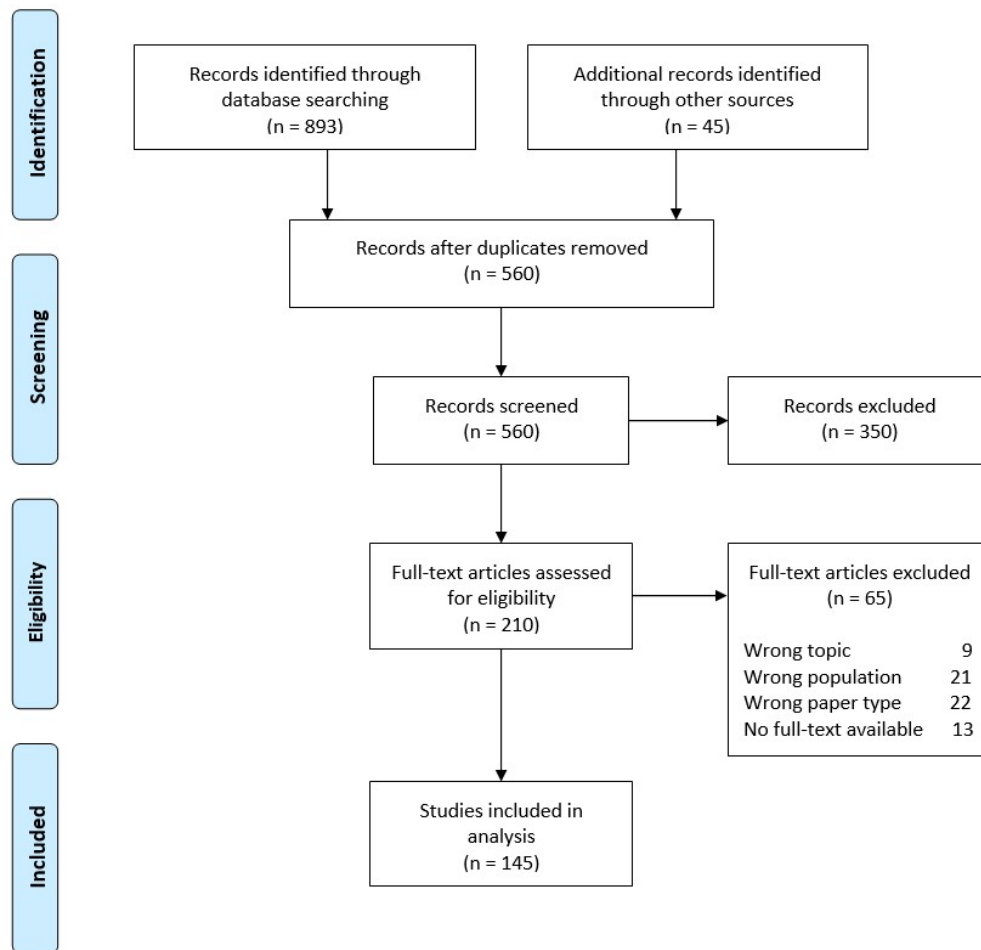 Identification
Records identified through
database searching
(n = 893)
Additional records identified
through other sources
(n = 45)
Records after duplicates removed
(n = 560)
Screening
Records screened
(n = 560)
Records excluded
(n = 350)
Eligibility
Full-text articles assessed
for eligibility
(n = 210)
Full-text articles excluded
(n = 65)
Wrong topic 9
Wrong population 21
Wrong paper type 22
No full-text available 13
Included
Studies included in
analysis
(n = 145)